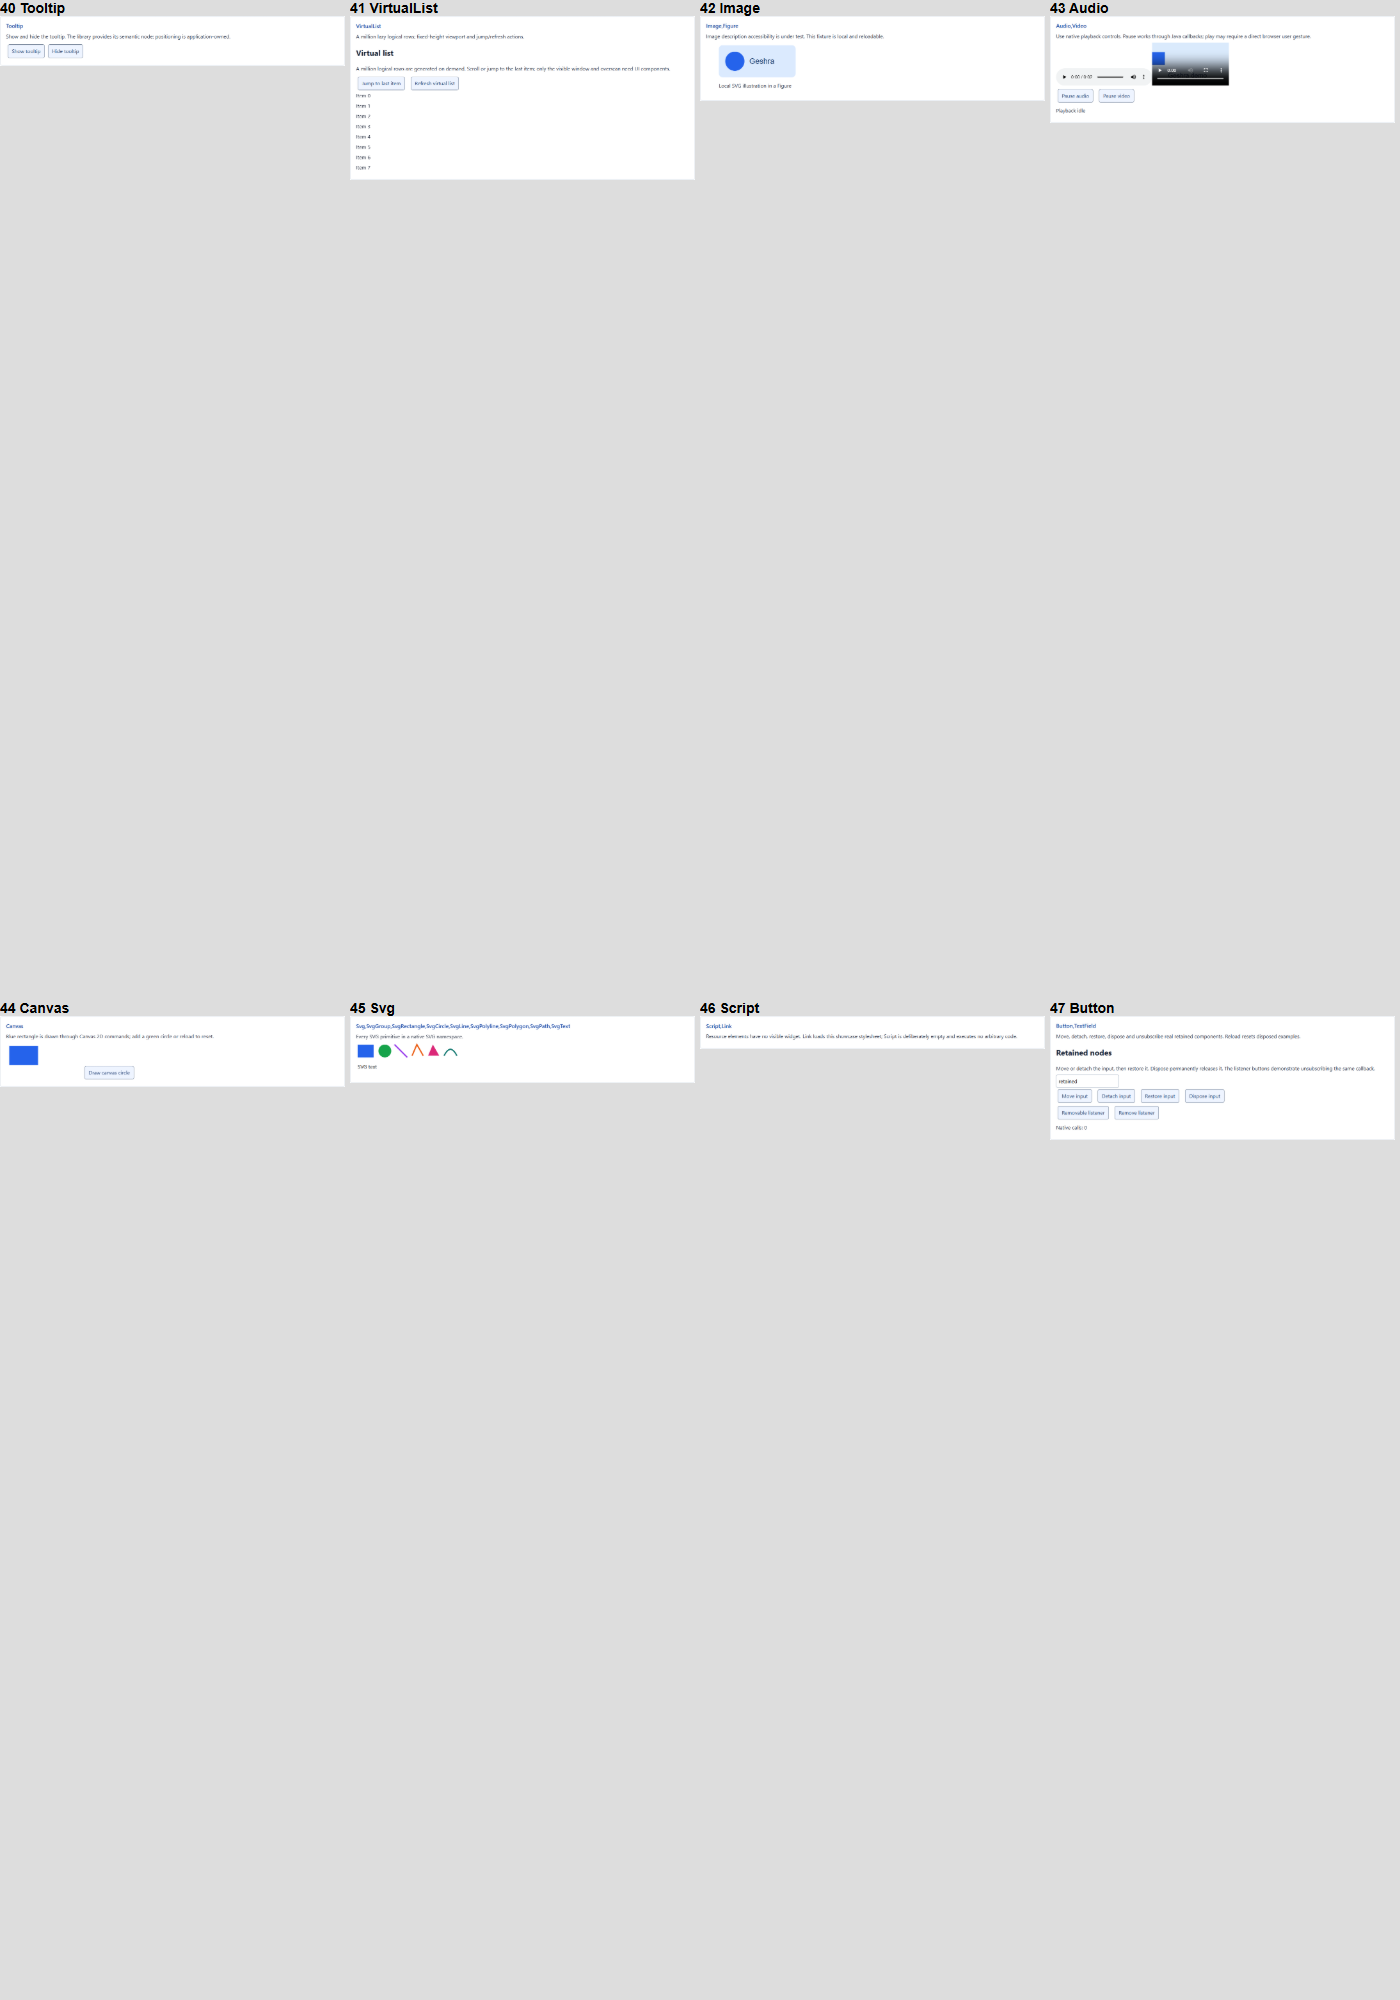 40 Tooltip
Tooltip
Show and hide the tooltip. The library provides its semantic node; positioning is application-owned.
Show tooltip
Hide tooltip
41 VirtualList
VirtualList
A million lazy logical rows, fixed-height viewport and jump/refresh actions.
Virtual list
A million logical rows are generated on demand. Scroll or jump to the last item; only the visible window and overscan need UI components.
Jump to last item
Refresh virtual list
Item 0
Item 1
Item 2
Item 3
Item 4
Item 5
Item 6
Item 7
42 Image
Image,Figure
Image description accessibility is under test. This fixture is local and reloadable.
Geshra
Local SVG illustration in a Figure
43 Audio
Audio,Video
Use native playback controls. Pause works through Java callbacks; play may require a direct browser user gesture.
0:00 / 0:02
0:00
Pause audio
Pause video
Playback idle
44 Canvas
Canvas
Blue rectangle is drawn through Canvas 2D commands; add a green circle or reload to reset.
Draw canvas circle
45 Svg
Svg,SvgGroup,SvgRectangle,SvgCircle,SvgLine,SvgPolyline,SvgPolygon,SvgPath,SvgText
Every SVG primitive in a native SVG namespace.
SVG text
46 Script
Script,Link
Resource elements have no visible widget. Link loads this showcase stylesheet; Script is deliberately empty and executes no arbitrary code.
47 Button
Button,TextField
Move, detach, restore, dispose and unsubscribe real retained components. Reload resets disposed examples.
Retained nodes
Move or detach the input, then restore it. Dispose permanently releases it. The listener buttons demonstrate unsubscribing the same callback.
retained
Move input
Detach input
Restore input
Dispose input
Removable listener
Remove listener
Native calls: 0